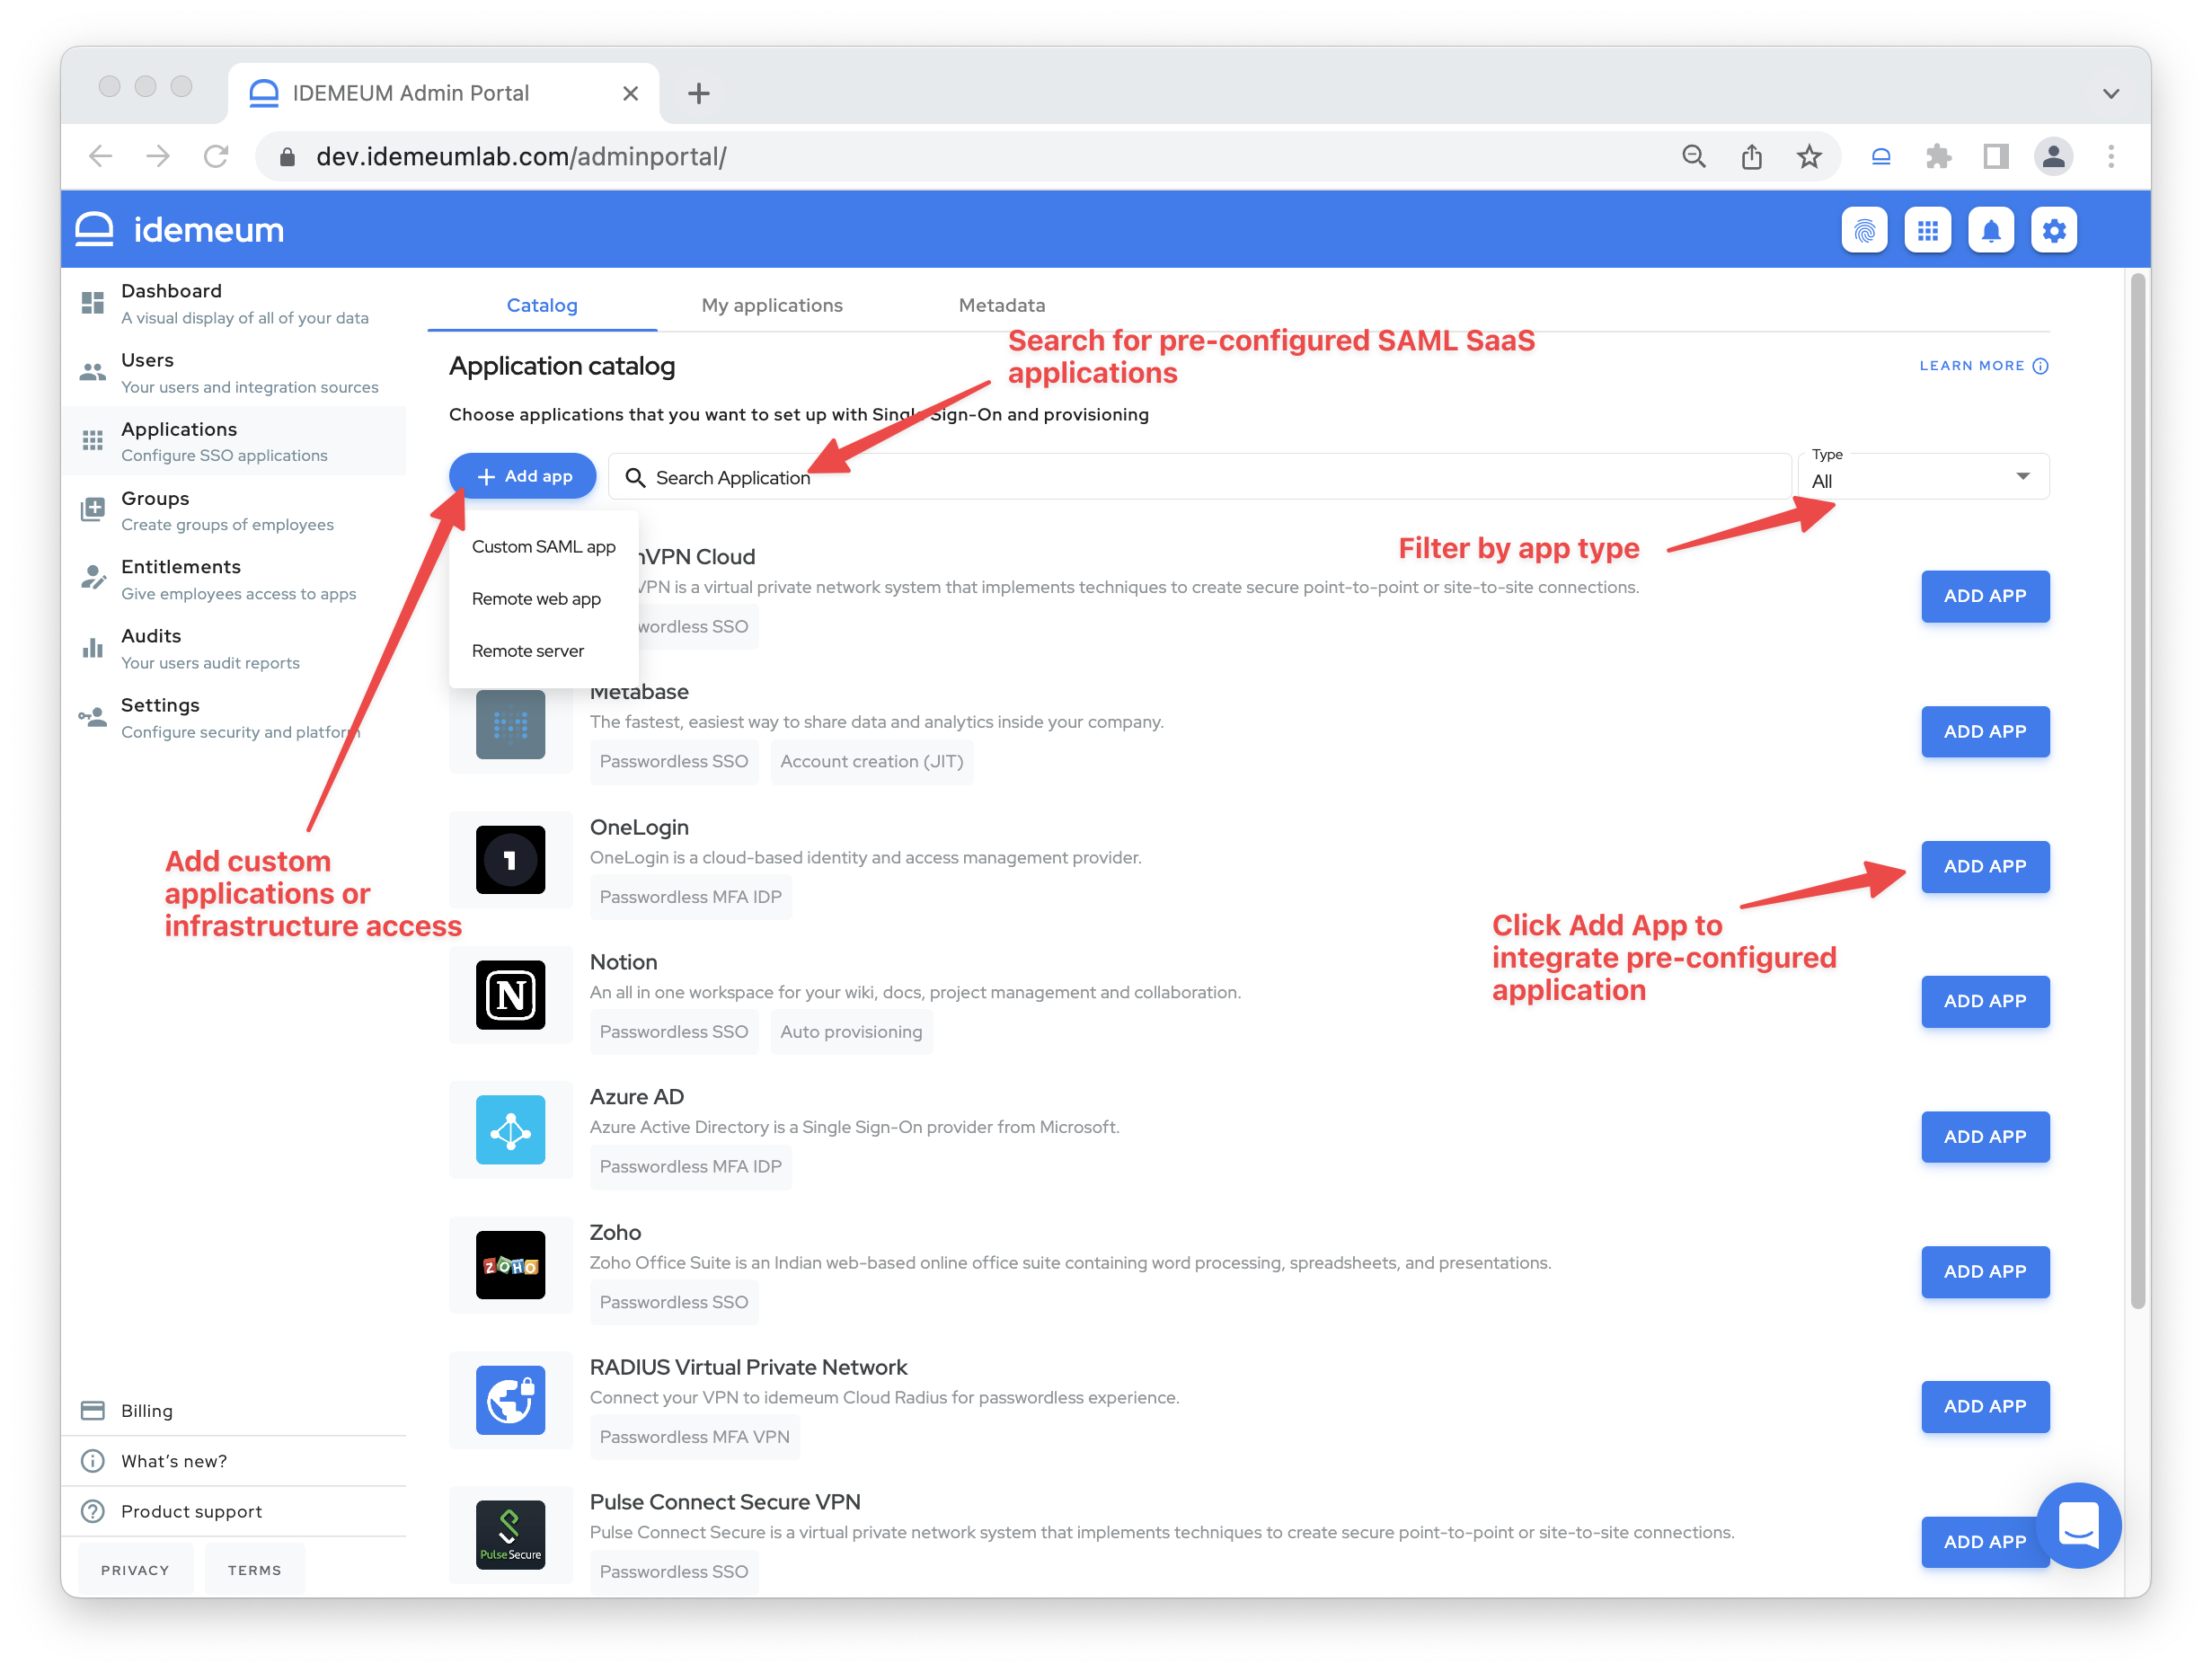 IDEMEUM Admin Portal
dev.idemeumlab.com/adminportal/
idemeum
Dashboard
A visual display of all of your data
Users
Your users and integration sources
Applications
Configure SSO applications
Groups
Create groups of employees
Entitlements
Give employees access to apps
Audits
Your users audit reports
Settings
Configure security and platform
Add custom
applications or
infrastructure access
Billing
What's new?
Product support
PRIVACY TERMS
Catalog My applications Metadata
Search for pre-configured SAML SaaS
applications
Application catalog
LEARN MORE
Choose applications that you want to set up with Single Sign-On and provisioning
Add app
Search Application
Type
All
Filter by app type
Custom SAML app
Remote web app
Remote server
nVPN Cloud
VPN is a virtual private network system that implements techniques to create secure point-to-point or site-to-site connections.
wordless SSO
ADD APP
Metabase
The fastest, easiest way to share data and analytics inside your company.
Passwordless SSO Account creation (JIT)
ADD APP
OneLogin
OneLogin is a cloud-based identity and access management provider.
Passwordless MFA IDP
ADD APP
Click Add App to
integrate pre-configured
application
Notion
An all in one workspace for your wiki, docs, project management and collaboration.
Passwordless SSO Auto provisioning
ADD APP
Azure AD
Azure Active Directory is a Single Sign-On provider from Microsoft.
Passwordless MFA IDP
ADD APP
ZOHO
Zoho
Zoho Office Suite is an Indian web-based online office suite containing word processing, spreadsheets, and presentations.
Passwordless SSO
ADD APP
RADIUS Virtual Private Network
Connect your VPN to idemeum Cloud Radius for passwordless experience.
Passwordless MFA VPN
ADD APP
Pulse Secure
Pulse Connect Secure VPN
Pulse Connect Secure is a virtual private network system that implements techniques to create secure point-to-point or site-to-site connections.
Passwordless SSO
ADD APP